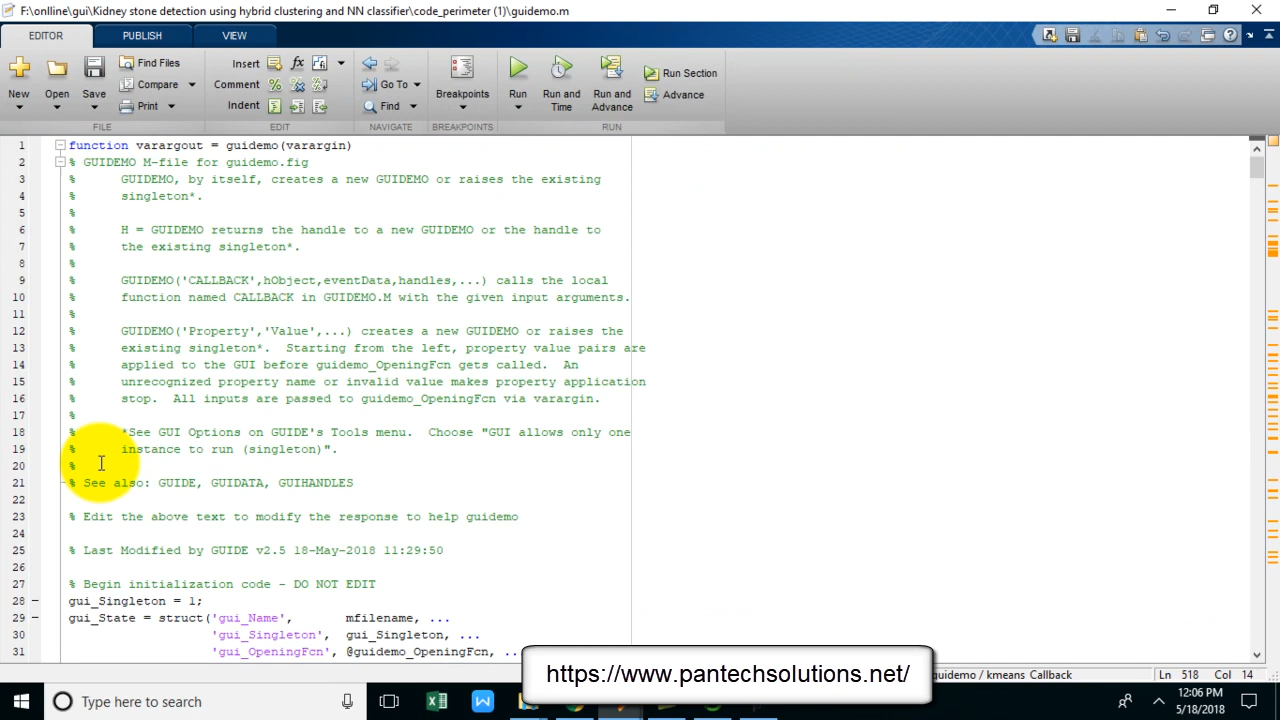 F:\onlline\gui\Kidney stone detection using hybrid clustering and NN classifier\code_perimeter (1)\guidemo.m
EDITOR PUBLISH VIEW
New Open Save Find Files Compare Print
Insert fx Comment Indent
Go To Find
Breakpoints
Run Run and Time Run and Advance Run Section Advance
FILE EDIT NAVIGATE BREAKPOINTS RUN
1 function varargout = guidemo(varargin)
2 % GUIDEMO M-file for guidemo.fig
3 % GUIDEMO, by itself, creates a new GUIDEMO or raises the existing
4 % singleton*.
5 %
6 % H = GUIDEMO returns the handle to a new GUIDEMO or the handle to
7 % the existing singleton*.
8 %
9 % GUIDEMO('CALLBACK',hObject,eventData,handles,...) calls the local
10 % function named CALLBACK in GUIDEMO.M with the given input arguments.
11 %
12 % GUIDEMO('Property','Value',...) creates a new GUIDEMO or raises the
13 % existing singleton*. Starting from the left, property value pairs are
14 % applied to the GUI before guidemo_OpeningFcn gets called. An
15 % unrecognized property name or invalid value makes property application
16 % stop. All inputs are passed to guidemo_OpeningFcn via varargin.
17 %
18 % *See GUI Options on GUIDE's Tools menu. Choose "GUI allows only one
19 % instance to run (singleton)".
20 %
21 % See also: GUIDE, GUIDATA, GUIHANDLES
22
23 % Edit the above text to modify the response to help guidemo
24
25 % Last Modified by GUIDE v2.5 18-May-2018 11:29:50
26
27 % Begin initialization code - DO NOT EDIT
28 gui_Singleton = 1;
29 gui_State = struct('gui_Name', mfilename, ...
30 'gui_Singleton', gui_Singleton, ...
31 'gui_OpeningFcn', @guidemo_OpeningFcn, ..
https://www.pantechsolutions.net/
uidemo / kmeans Callback Ln 518 Col 14
Type here to search
12:06 PM
5/18/2018